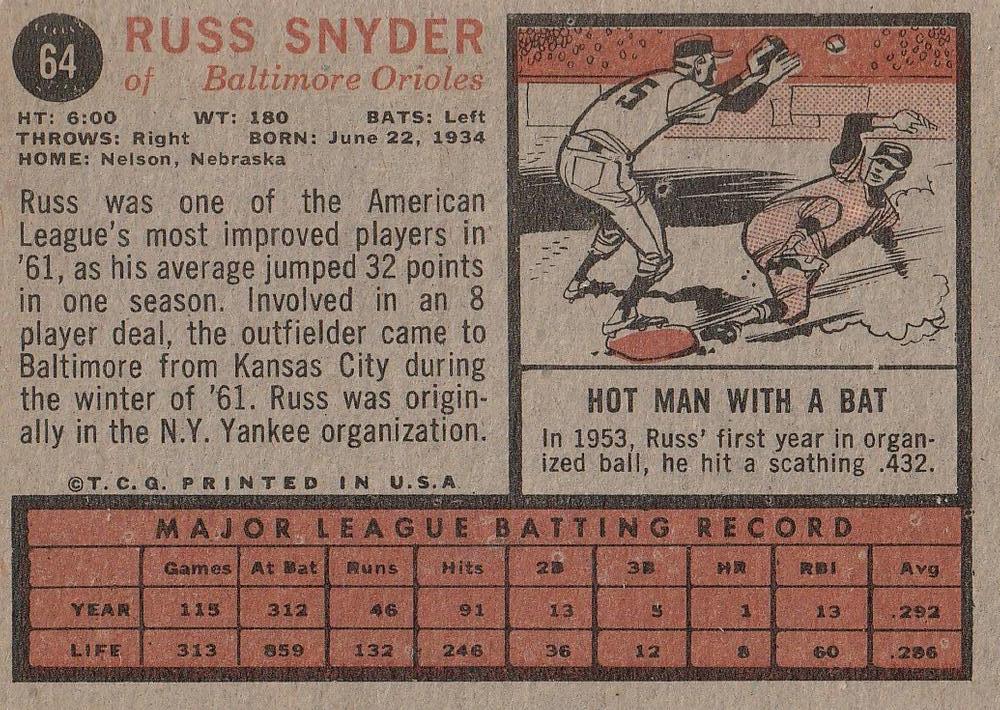 64
RUSS SNYDER
of Baltimore Orioles
HT: 6:00 WT: 180 BATS: Left
THROWS: Right BORN: June 22, 1934
HOME: Nelson, Nebraska
Russ was one of the American
League's most improved players in
'61, as his average jumped 32 points
in one season. Involved in an 8
player deal, the outfielder came to
Baltimore from Kansas City during
the winter of '61. Russ was origin-
ally in the N.Y. Yankee organization.
©T.C.G. PRINTED IN U.S.A
5
HOT MAN WITH A BAT
In 1953, Russ' first year in organ-
ized ball, he hit a scathing .432.
MAJOR LEAGUE BATTING RECORD
Games At Bat Runs Hits 2B 3B HR RBI Avg
YEAR 115 312 46 91 13 5 1 13 .292
LIFE 313 859 132 246 36 12 8 60 .286